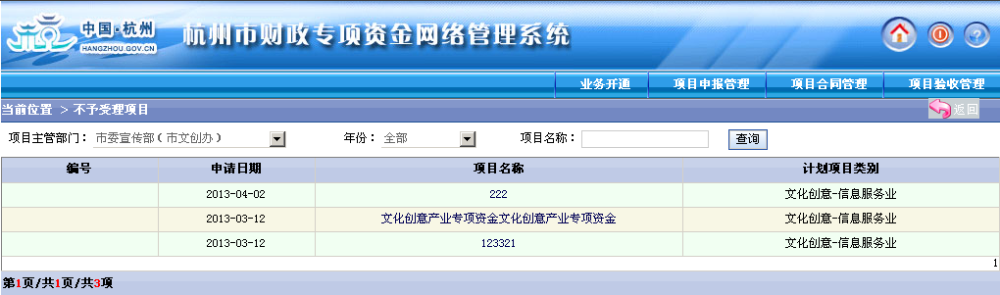 中国·杭州
HANGZHOU.GOV.CN
杭州市财政专项资金网络管理系统
业务开通 项目申报管理 项目合同管理 项目验收管理
当前位置 > 不予受理项目 返回
项目主管部门： 市委宣传部（市文创办） 年份： 全部 项目名称： 查询
编号 申请日期 项目名称 计划项目类别
2013-04-02 222 文化创意-信息服务业
2013-03-12 文化创意产业专项资金文化创意产业专项资金 文化创意-信息服务业
2013-03-12 123321 文化创意-信息服务业
1
第1页/共1页/共3项